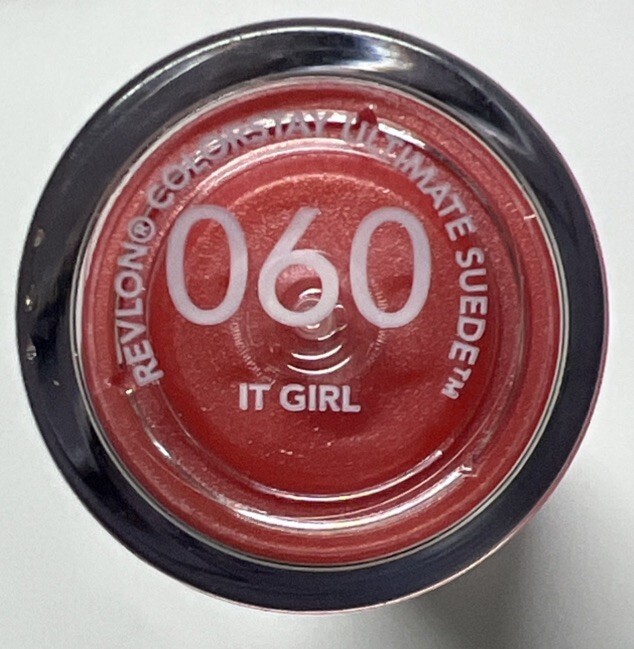 REVLON® COLORSTAY ULTIMATE SUEDE™
060
IT GIRL